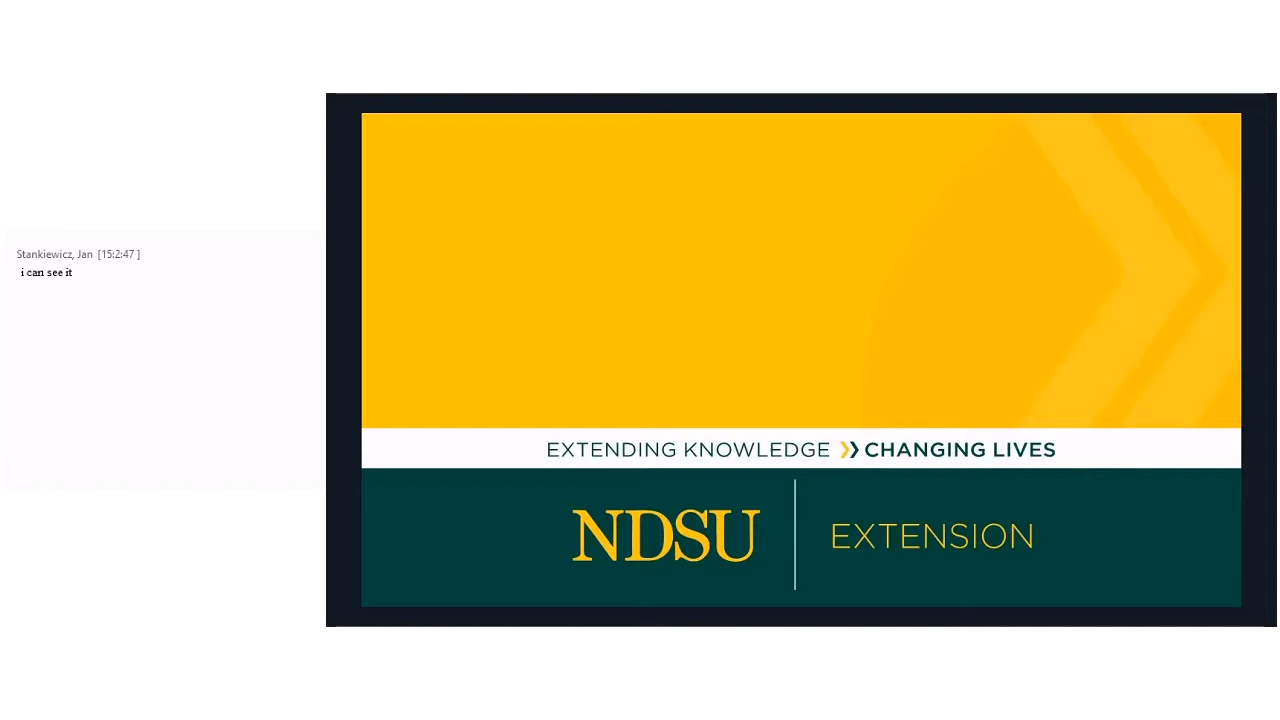 Stankiewicz, Jan [15:2:47 ]
i can see it
EXTENDING KNOWLEDGE CHANGING LIVES
NDSU EXTENSION